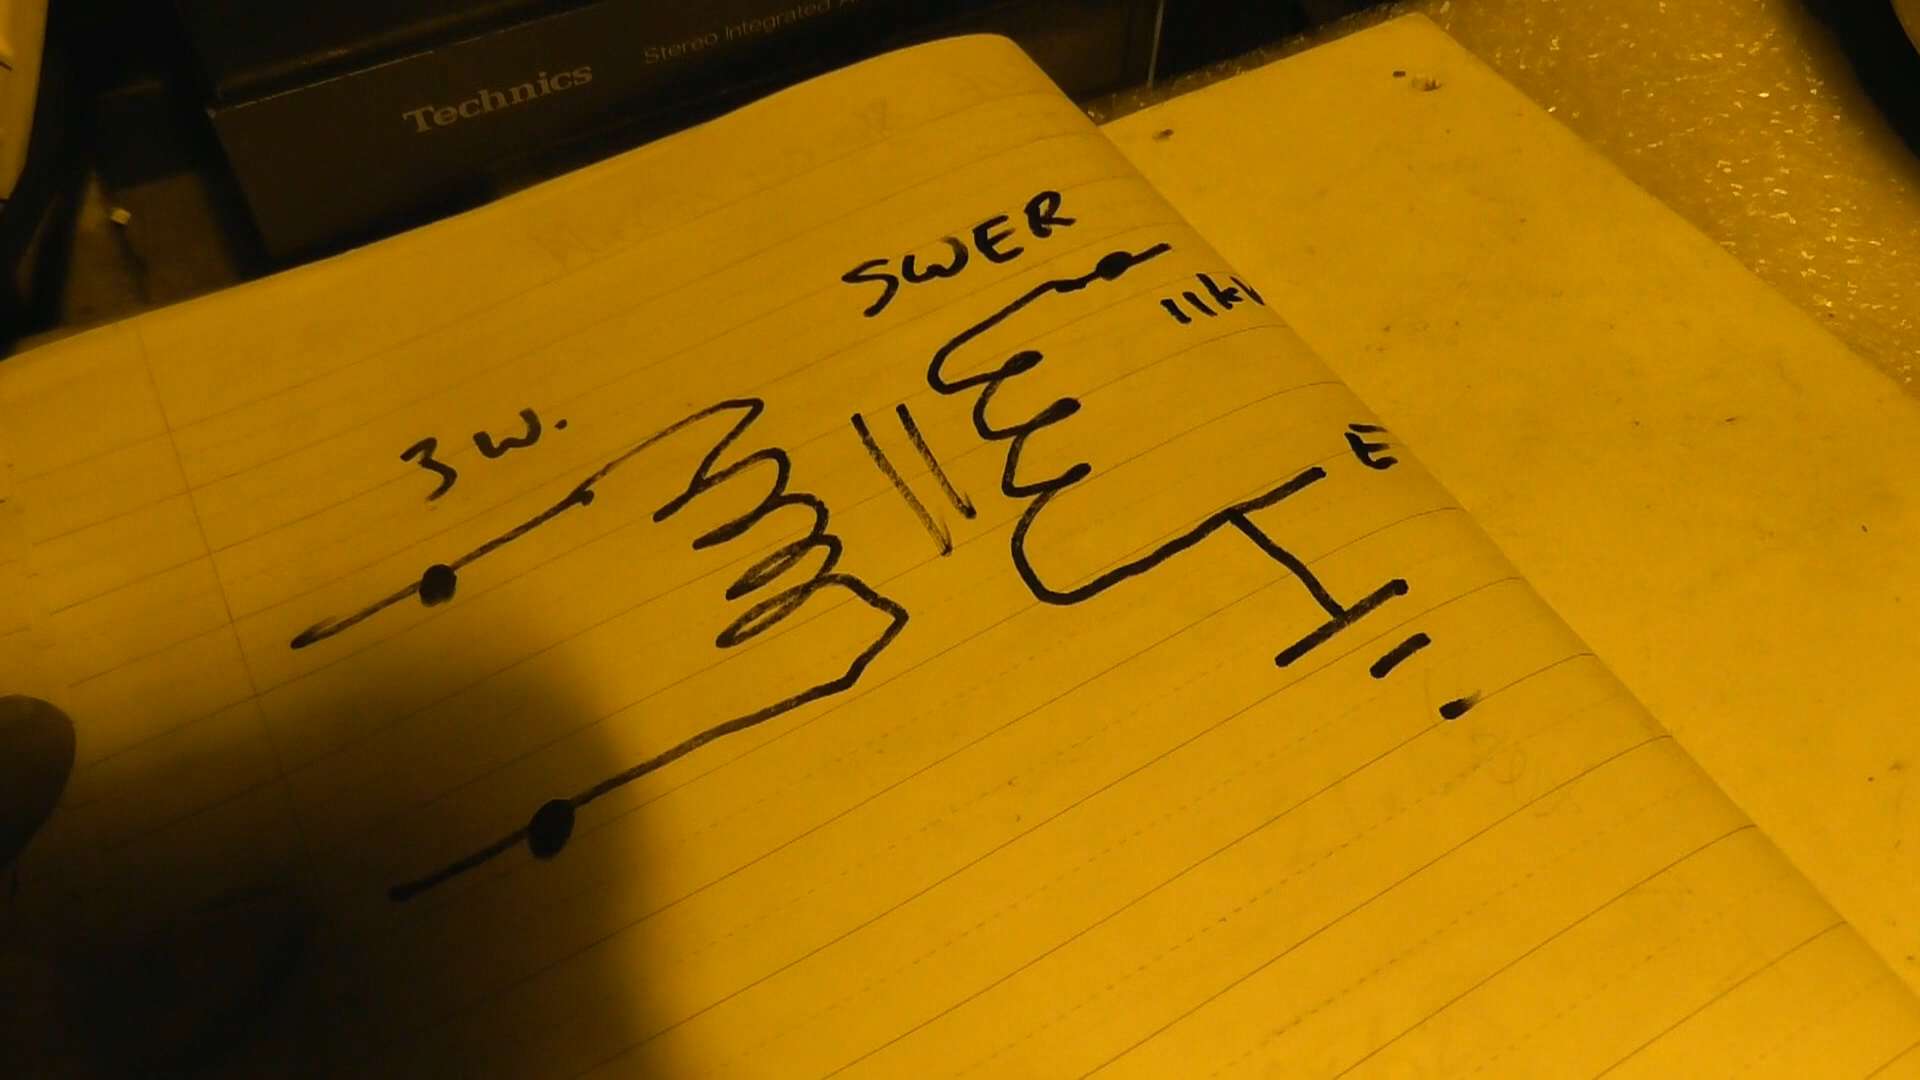 Technics
Stereo Integrated
SWER
11kV
3W.
E